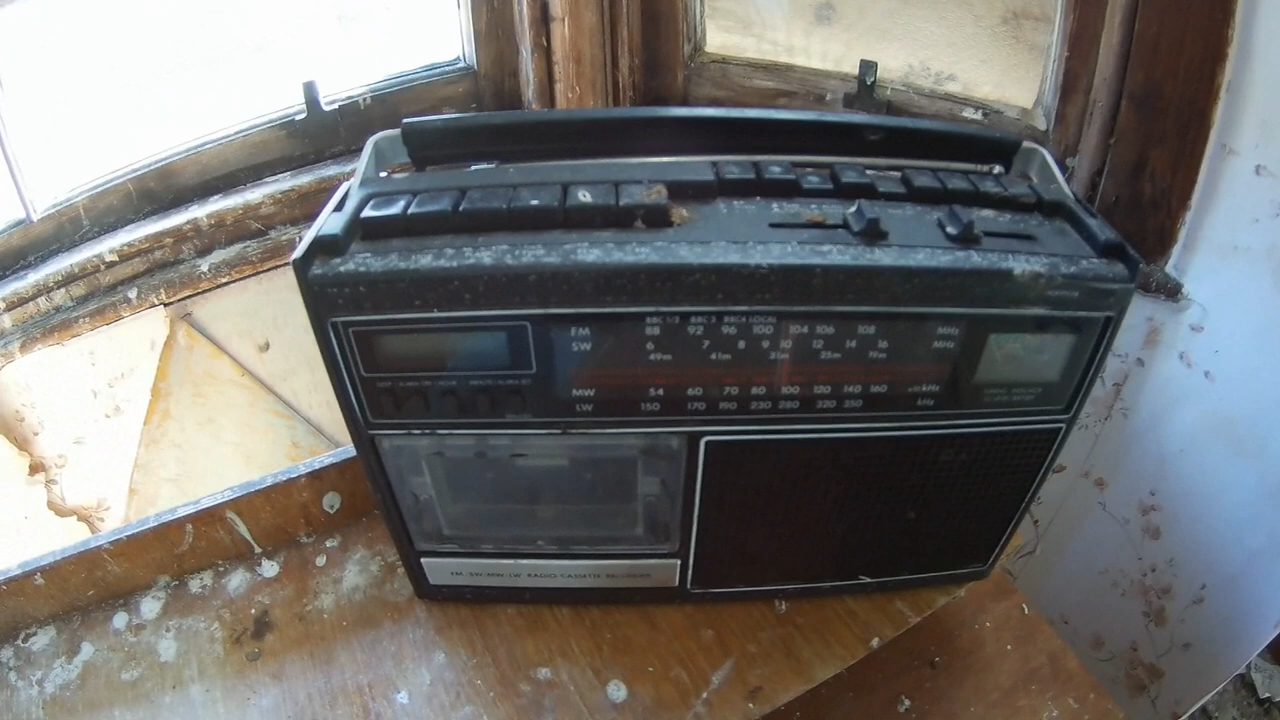 BBC 1/3 BBC 2 BBC4 LOCAL
FM 88 92 96 100 104 106 108 MHz
SW 6 7 8 9 10 12 14 16 MHz
49m 41m 31m 25m 19m
MW 54 60 70 80 100 120 140 160 kHz
LW 150 170 190 230 280 320 350 kHz
FM/SW/MW/LW RADIO CASSETTE RECORDER